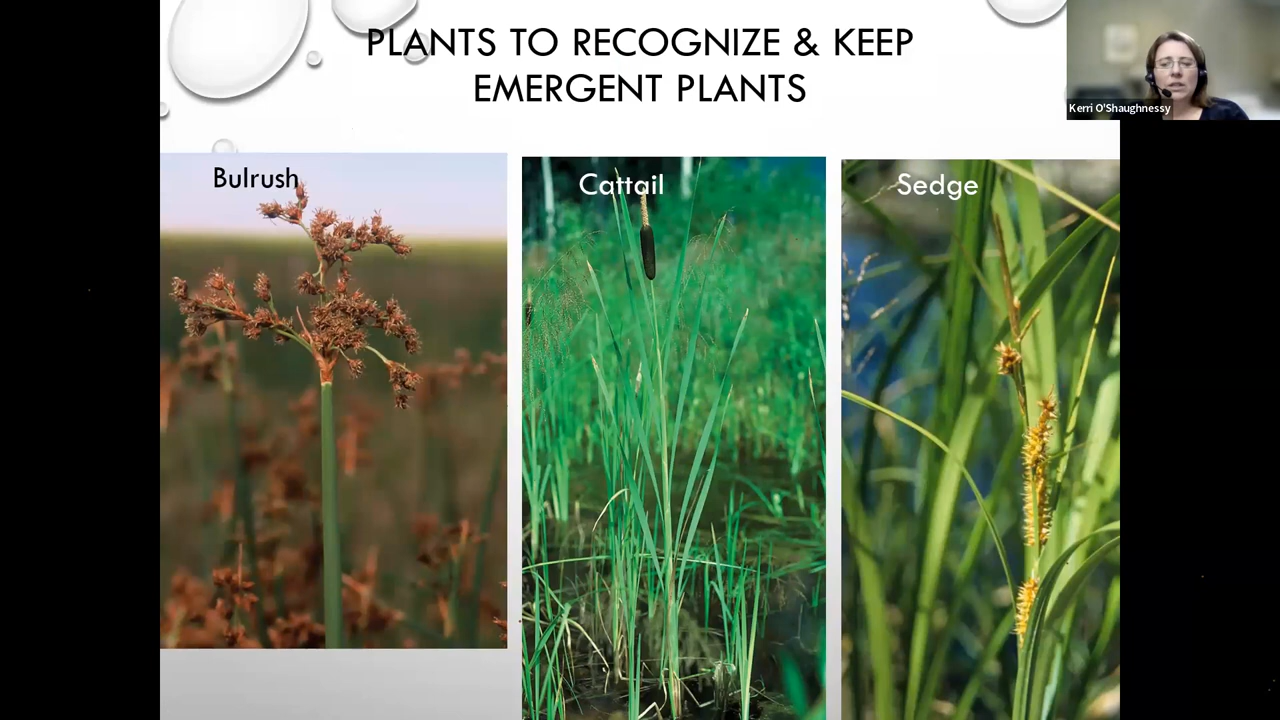 PLANTS TO RECOGNIZE & KEEP
EMERGENT PLANTS
Kerri O'Shaughnessy
Bulrush
Cattail
Sedge